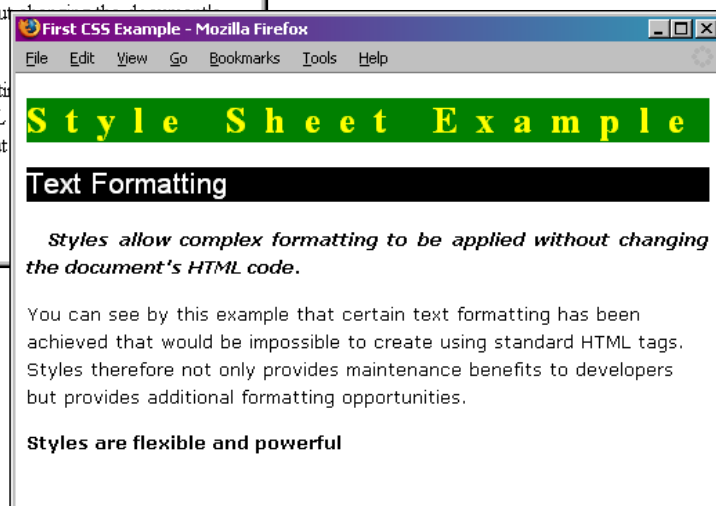 First CSS Example - Mozilla Firefox
File Edit View Go Bookmarks Tools Help
Style Sheet Example
Text Formatting
Styles allow complex formatting to be applied without changing
the document's HTML code.
You can see by this example that certain text formatting has been
achieved that would be impossible to create using standard HTML tags.
Styles therefore not only provides maintenance benefits to developers
but provides additional formatting opportunities.
Styles are flexible and powerful